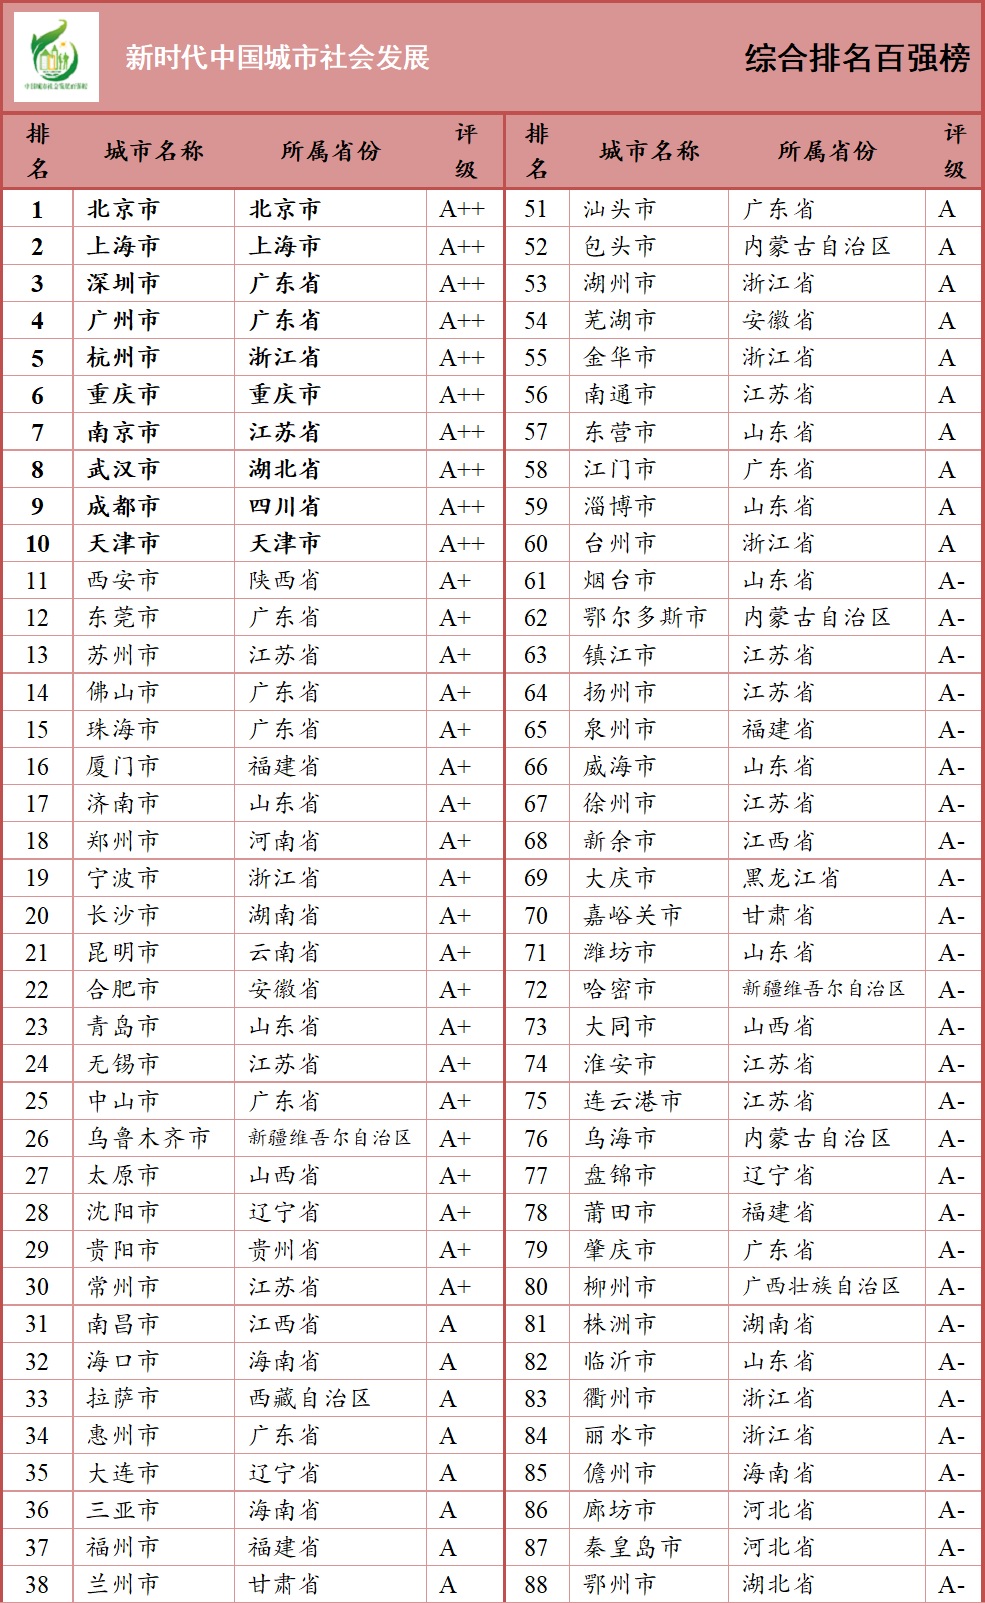 中国城市社会发展百强榜
新时代中国城市社会发展 综合排名百强榜
排名 城市名称 所属省份 评级 排名 城市名称 所属省份 评级
1 北京市 北京市 A++ 51 汕头市 广东省 A
2 上海市 上海市 A++ 52 包头市 内蒙古自治区 A
3 深圳市 广东省 A++ 53 湖州市 浙江省 A
4 广州市 广东省 A++ 54 芜湖市 安徽省 A
5 杭州市 浙江省 A++ 55 金华市 浙江省 A
6 重庆市 重庆市 A++ 56 南通市 江苏省 A
7 南京市 江苏省 A++ 57 东营市 山东省 A
8 武汉市 湖北省 A++ 58 江门市 广东省 A
9 成都市 四川省 A++ 59 淄博市 山东省 A
10 天津市 天津市 A++ 60 台州市 浙江省 A
11 西安市 陕西省 A+ 61 烟台市 山东省 A-
12 东莞市 广东省 A+ 62 鄂尔多斯市 内蒙古自治区 A-
13 苏州市 江苏省 A+ 63 镇江市 江苏省 A-
14 佛山市 广东省 A+ 64 扬州市 江苏省 A-
15 珠海市 广东省 A+ 65 泉州市 福建省 A-
16 厦门市 福建省 A+ 66 威海市 山东省 A-
17 济南市 山东省 A+ 67 徐州市 江苏省 A-
18 郑州市 河南省 A+ 68 新余市 江西省 A-
19 宁波市 浙江省 A+ 69 大庆市 黑龙江省 A-
20 长沙市 湖南省 A+ 70 嘉峪关市 甘肃省 A-
21 昆明市 云南省 A+ 71 潍坊市 山东省 A-
22 合肥市 安徽省 A+ 72 哈密市 新疆维吾尔自治区 A-
23 青岛市 山东省 A+ 73 大同市 山西省 A-
24 无锡市 江苏省 A+ 74 淮安市 江苏省 A-
25 中山市 广东省 A+ 75 连云港市 江苏省 A-
26 乌鲁木齐市 新疆维吾尔自治区 A+ 76 乌海市 内蒙古自治区 A-
27 太原市 山西省 A+ 77 盘锦市 辽宁省 A-
28 沈阳市 辽宁省 A+ 78 莆田市 福建省 A-
29 贵阳市 贵州省 A+ 79 肇庆市 广东省 A-
30 常州市 江苏省 A+ 80 柳州市 广西壮族自治区 A-
31 南昌市 江西省 A 81 株洲市 湖南省 A-
32 海口市 海南省 A 82 临沂市 山东省 A-
33 拉萨市 西藏自治区 A 83 衢州市 浙江省 A-
34 惠州市 广东省 A 84 丽水市 浙江省 A-
35 大连市 辽宁省 A 85 儋州市 海南省 A-
36 三亚市 海南省 A 86 廊坊市 河北省 A-
37 福州市 福建省 A 87 秦皇岛市 河北省 A-
38 兰州市 甘肃省 A 88 鄂州市 湖北省 A-